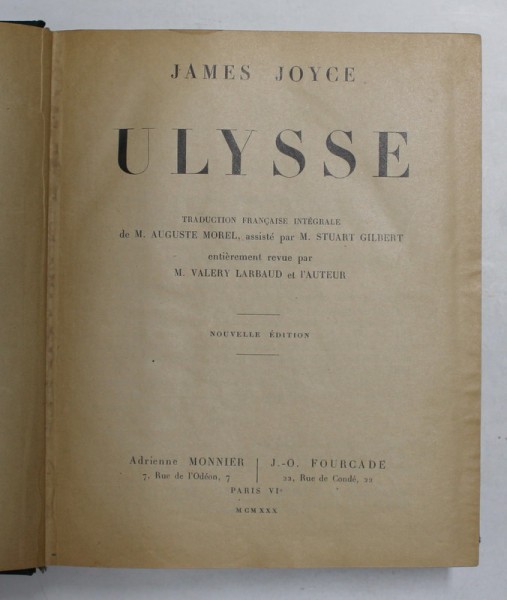 JAMES JOYCE
ULYSSE
TRADUCTION FRANÇAISE INTÉGRALE
de M. AUGUSTE MOREL, assisté par M. STUART GILBERT
entièrement revue par
M. VALERY LARBAUD et l'AUTEUR
NOUVELLE ÉDITION
Adrienne MONNIER
7, Rue de l'Odéon, 7
J.-O. FOURCADE
22, Rue de Condé, 22
PARIS VIe
MCMXXX